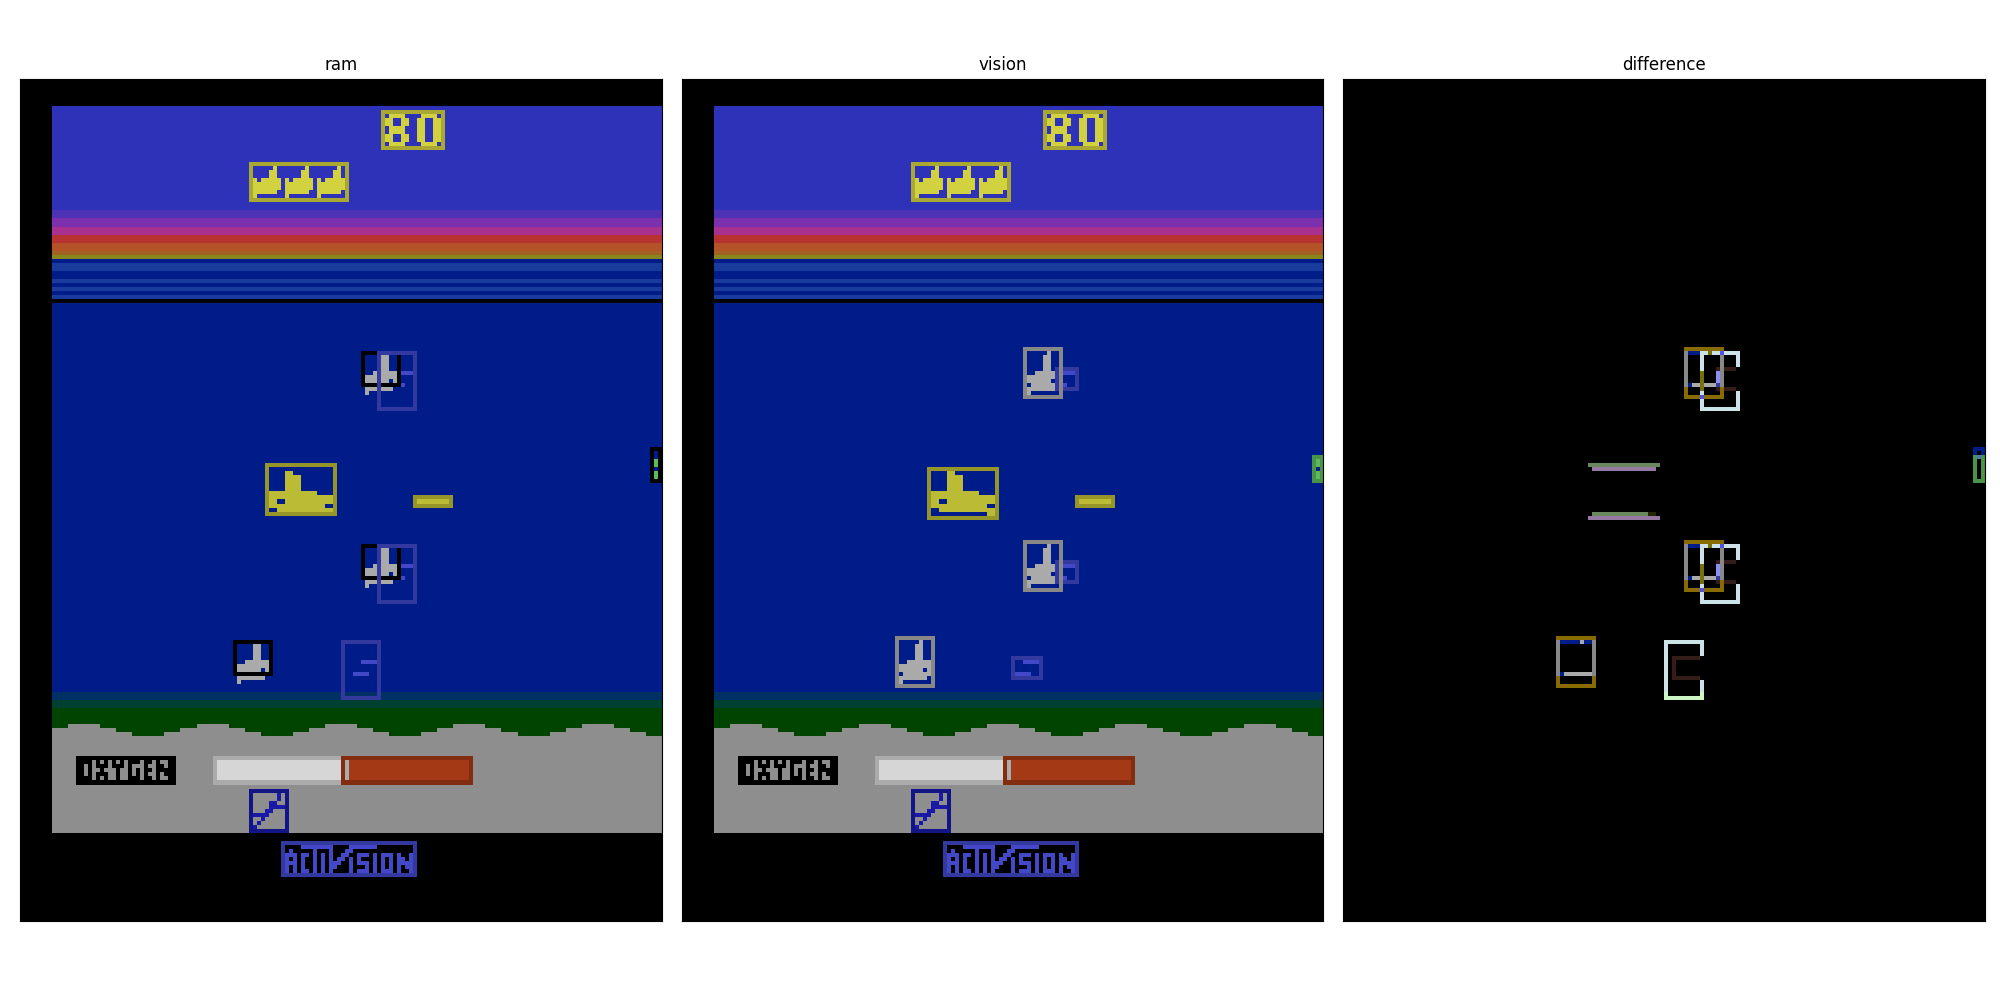 ram
vision
difference
80
80
OXYGEN
OXYGEN
ACTIVISION
ACTIVISION